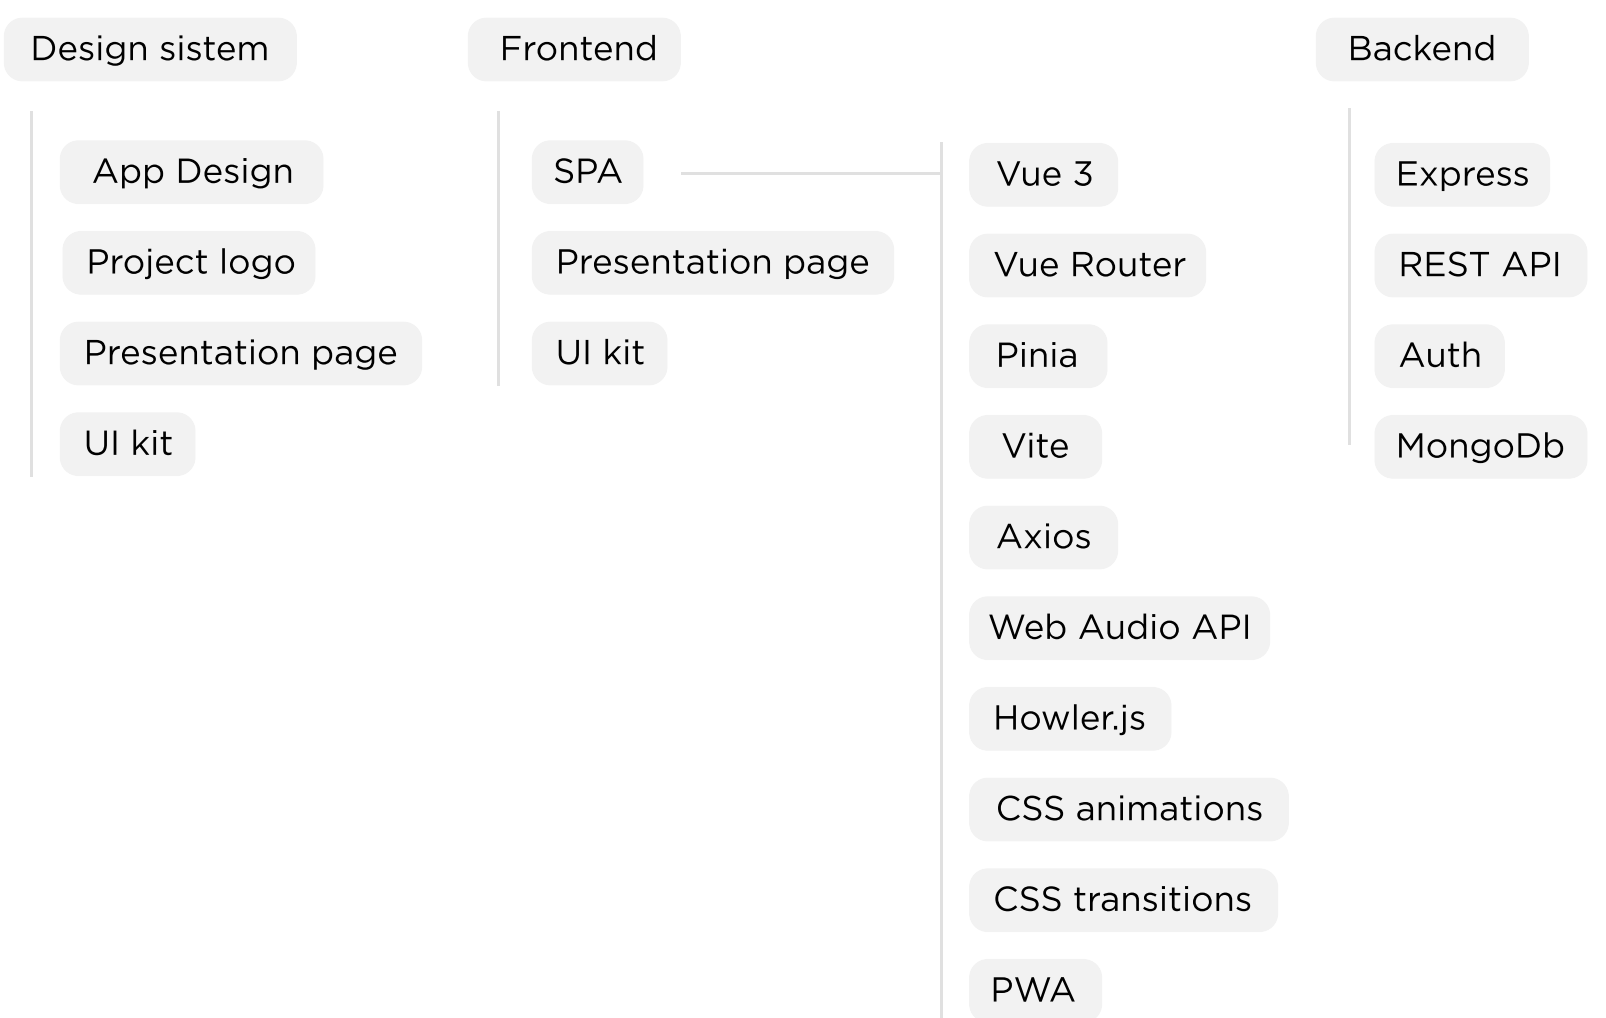 Design sistem
App Design
Project logo
Presentation page
UI kit
Frontend
SPA
Presentation page
UI kit
Vue 3
Vue Router
Pinia
Vite
Axios
Web Audio API
Howler.js
CSS animations
CSS transitions
PWA
Backend
Express
REST API
Auth
MongoDb